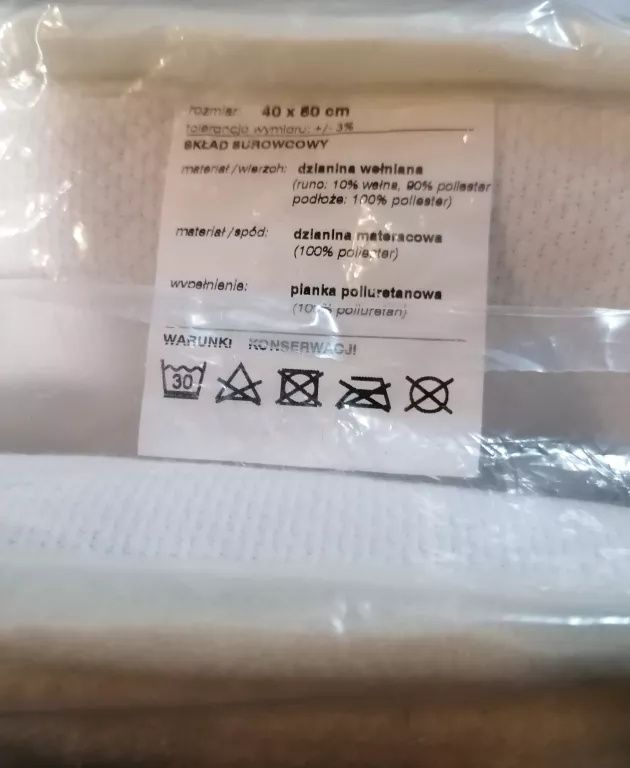 rozmiar: 40 x 60 cm
tolerancja wymiaru: +/- 3%
SKŁAD SUROWCOWY
materiał/wierzch: dzianina wełniana
(runo: 10% wełna, 90% poliester
podłoże: 100% poliester)
materiał/spód: dzianina materacowa
(100% poliester)
wypełnienie: pianka poliuretanowa
(100% poliuretan)
WARUNKI KONSERWACJI
30